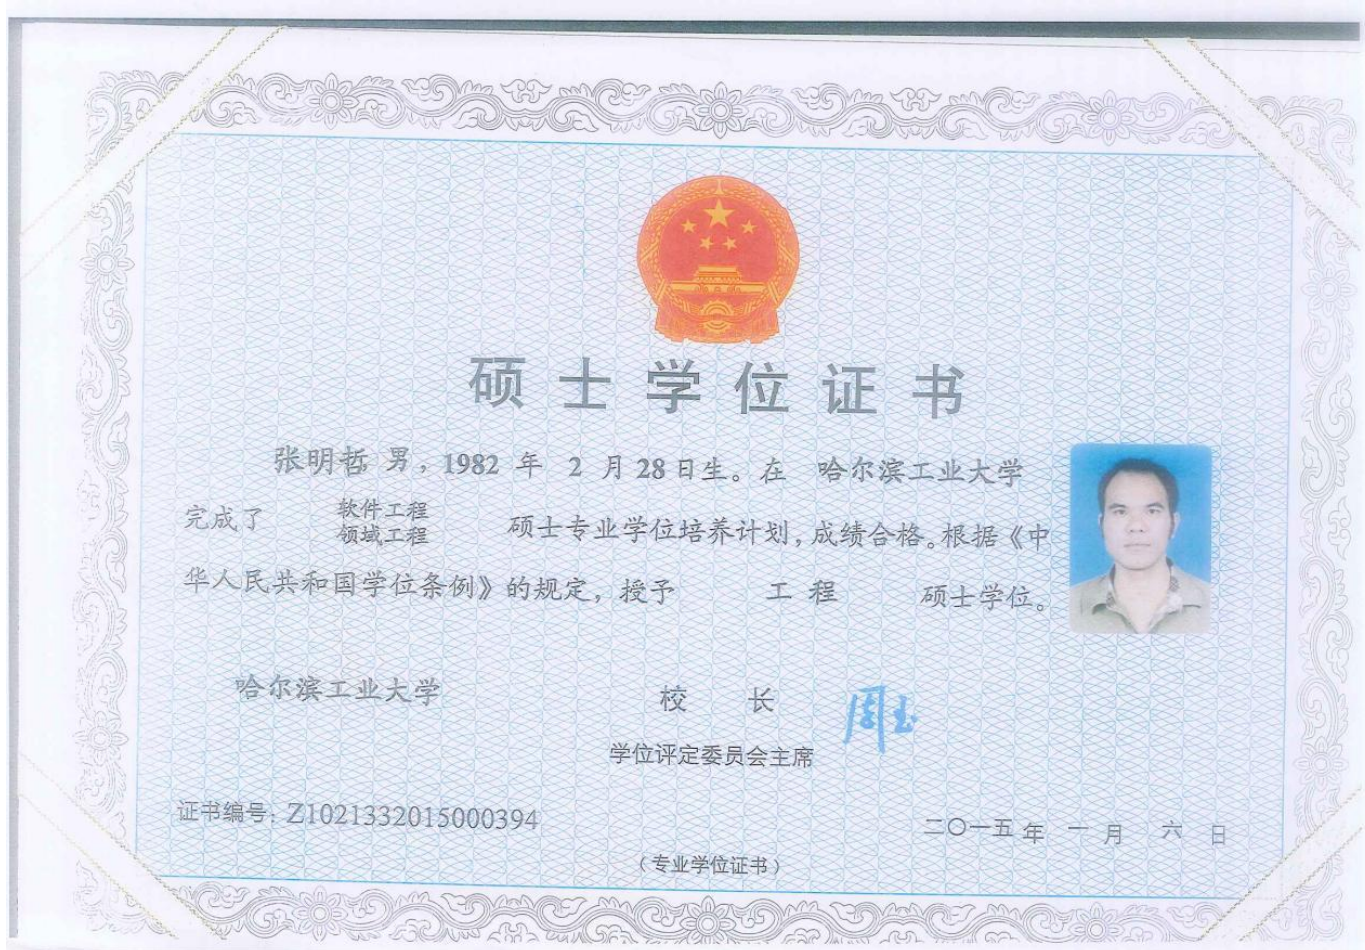 硕士学位证书
张明哲 男，1982 年 2 月 28 日生。在 哈尔滨工业大学
完成了 软件工程
领域工程 硕士专业学位培养计划，成绩合格。根据《中
华人民共和国学位条例》的规定，授予 工程 硕士学位。
哈尔滨工业大学
校 长 周玉
学位评定委员会主席
证书编号：Z1021332015000394
二〇一五年 一 月 六 日
（专业学位证书）